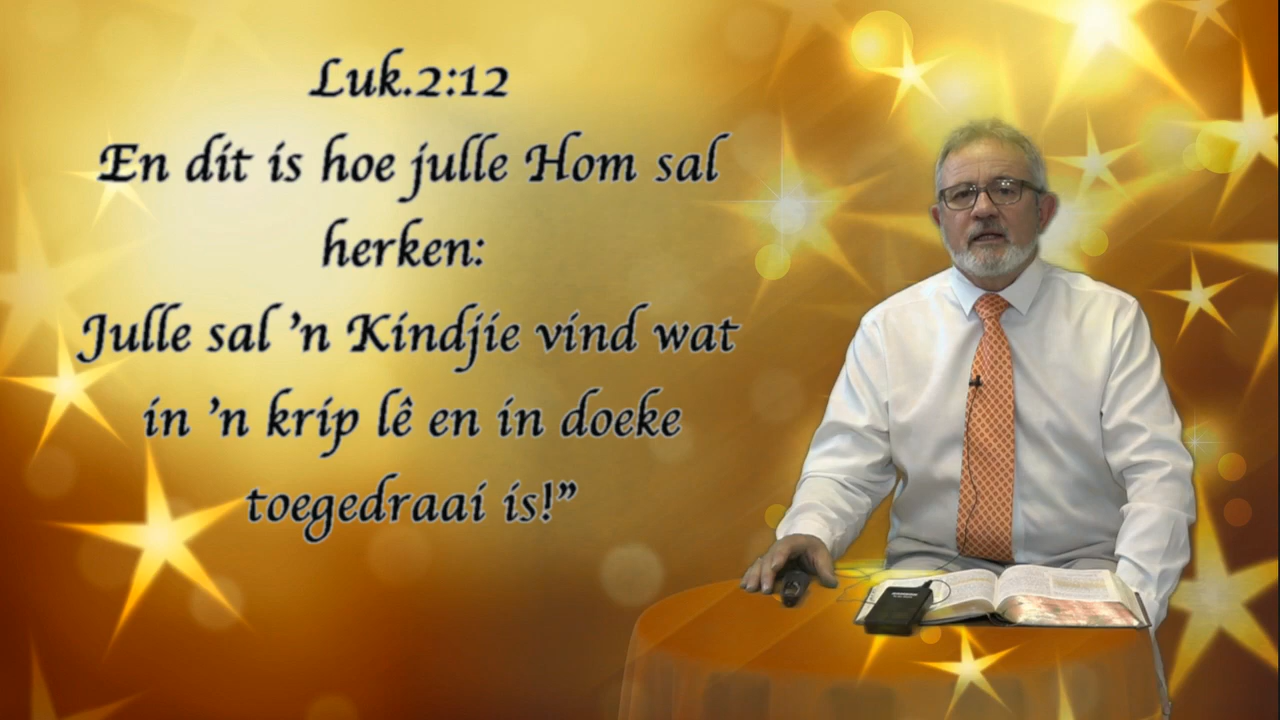 Luk.2:12
En dit is hoe julle Hom sal
herken:
Julle sal 'n Kindjie vind wat
in 'n krip lê en in doeke
toegedraai is!”